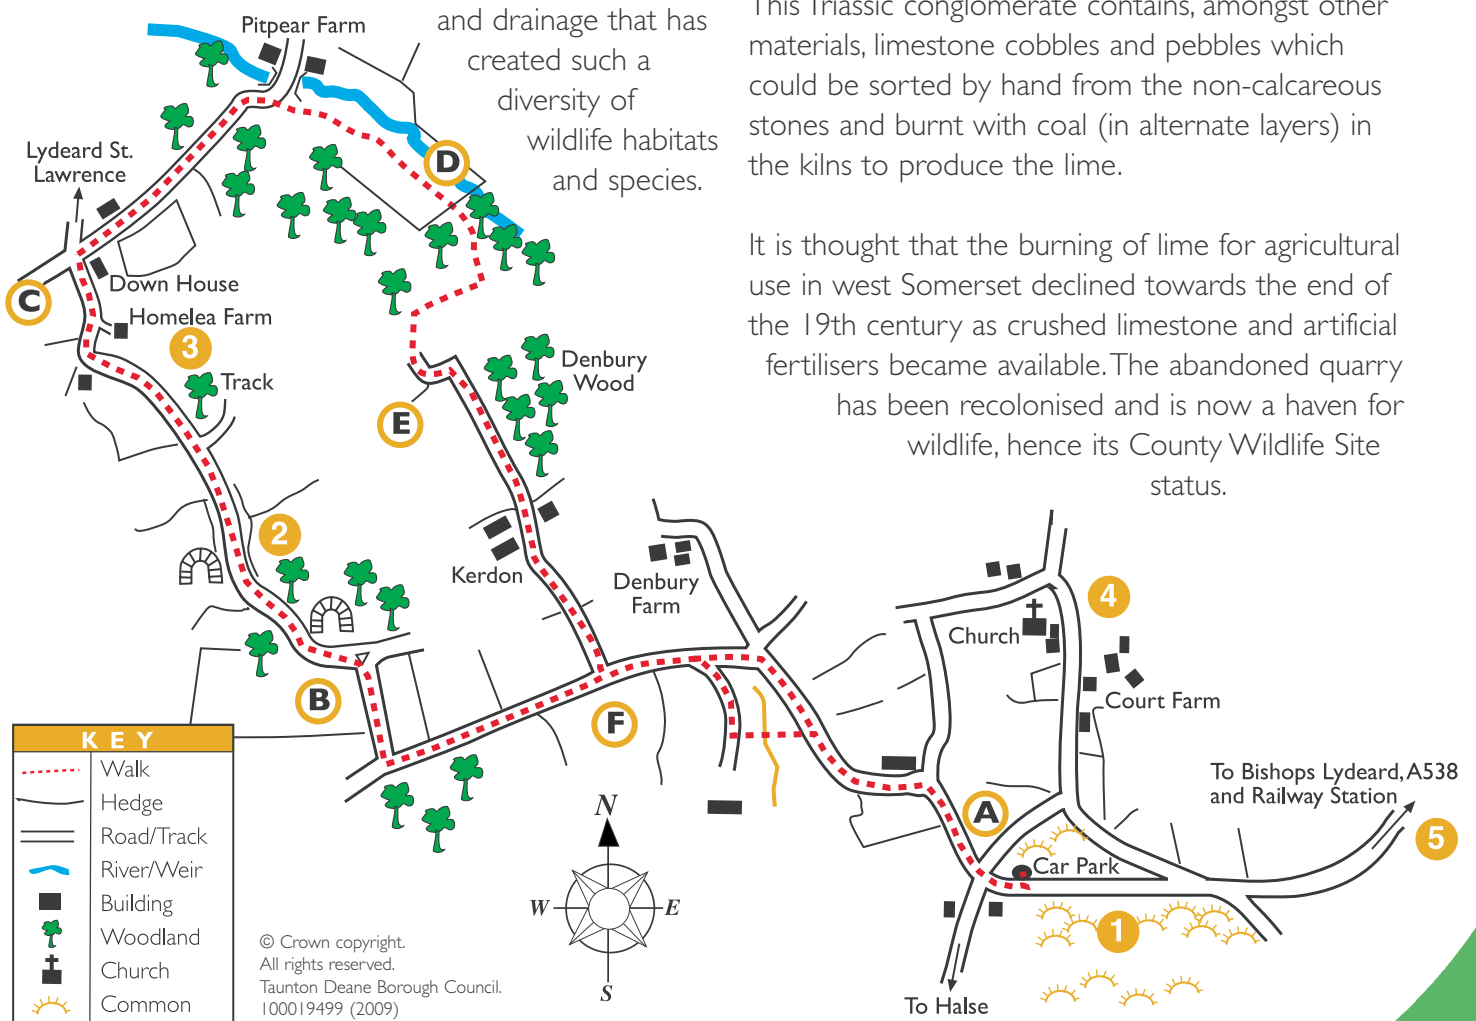 and drainage that has
created such a
diversity of
wildlife habitats
and species.
This Triassic conglomerate contains, amongst other
materials, limestone cobbles and pebbles which
could be sorted by hand from the non-calcareous
stones and burnt with coal (in alternate layers) in
the kilns to produce the lime.
It is thought that the burning of lime for agricultural
use in west Somerset declined towards the end of
the 19th century as crushed limestone and artificial
fertilisers became available. The abandoned quarry
has been recolonised and is now a haven for
wildlife, hence its County Wildlife Site
status.
Pitpear Farm
Lydeard St.
Lawrence
D
Down House
C
Homelea Farm
3
Track
Denbury
Wood
E
2
Kerdon
Denbury
Farm
4
Church
B
F
Court Farm
A
Car Park
To Bishops Lydeard, A538
and Railway Station
5
1
To Halse
KEY
Walk
Hedge
Road/Track
River/Weir
Building
Woodland
Church
Common
N
W
E
S
© Crown copyright.
All rights reserved.
Taunton Deane Borough Council.
100019499 (2009)